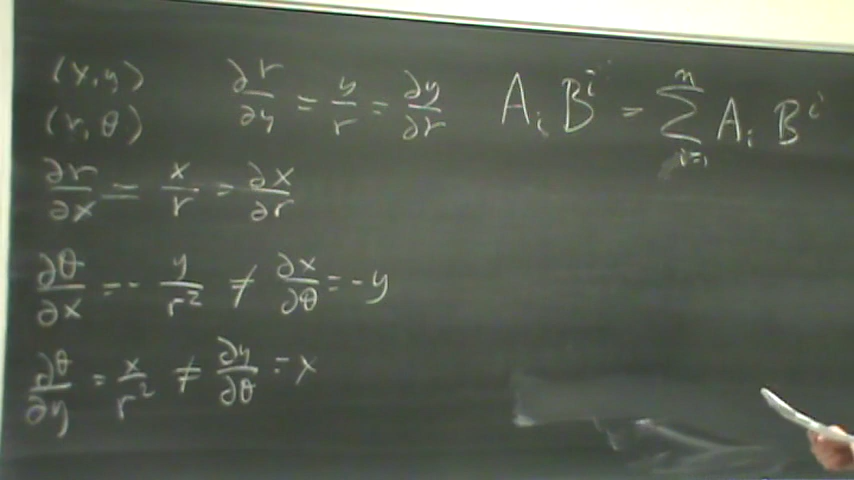 (x,y) ∂r/∂y = y/r = ∂y/∂r A_i B^i = ∑_{i=1}^{n} A_i B^i
(r,θ)
∂r/∂x = x/r = ∂x/∂r
∂θ/∂x = - y/r² ≠ ∂x/∂θ = -y
∂θ/∂y = x/r² ≠ ∂y/∂θ = x